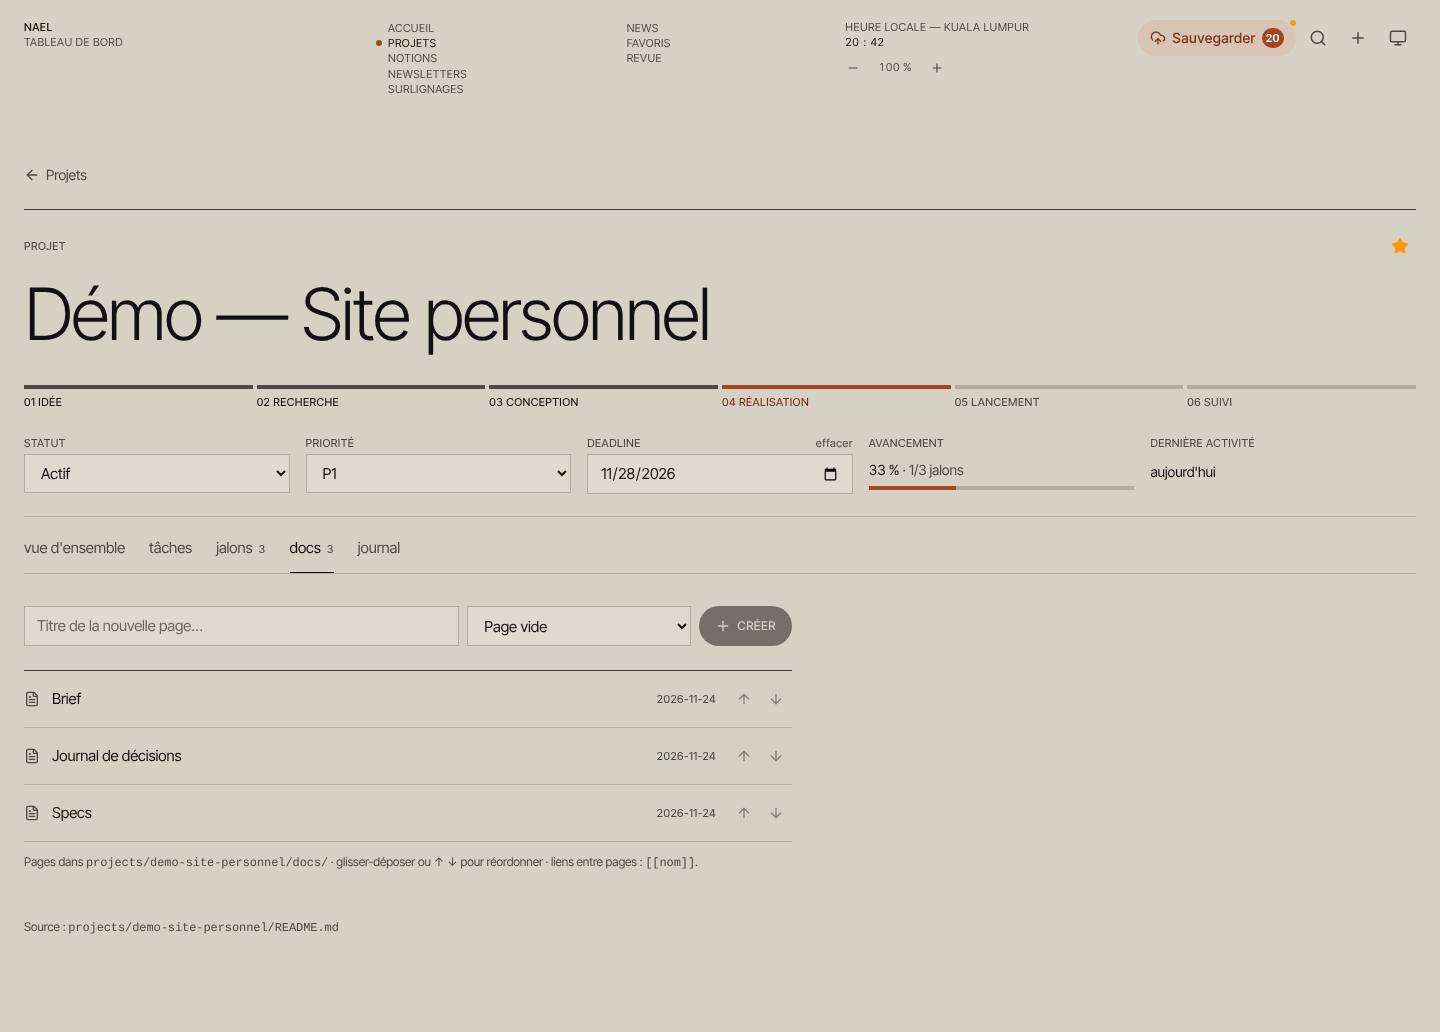 NAEL
TABLEAU DE BORD
ACCUEIL
PROJETS
NOTIONS
NEWSLETTERS
SURLIGNAGES
NEWS
FAVORIS
REVUE
HEURE LOCALE — KUALA LUMPUR
20 : 42
− 100 % +
Sauvegarder 20
← Projets
PROJET
Démo — Site personnel
01 IDÉE
02 RECHERCHE
03 CONCEPTION
04 RÉALISATION
05 LANCEMENT
06 SUIVI
STATUT
Actif
PRIORITÉ
P1
DEADLINE effacer
11/28/2026
AVANCEMENT
33 % · 1/3 jalons
DERNIÈRE ACTIVITÉ
aujourd'hui
vue d'ensemble tâches jalons 3 docs 3 journal
Titre de la nouvelle page...
Page vide
+ CRÉER
Brief 2026-11-24 ↑ ↓
Journal de décisions 2026-11-24 ↑ ↓
Specs 2026-11-24 ↑ ↓
Pages dans projects/demo-site-personnel/docs/ · glisser-déposer ou ↑ ↓ pour réordonner · liens entre pages : [[nom]].
Source : projects/demo-site-personnel/README.md